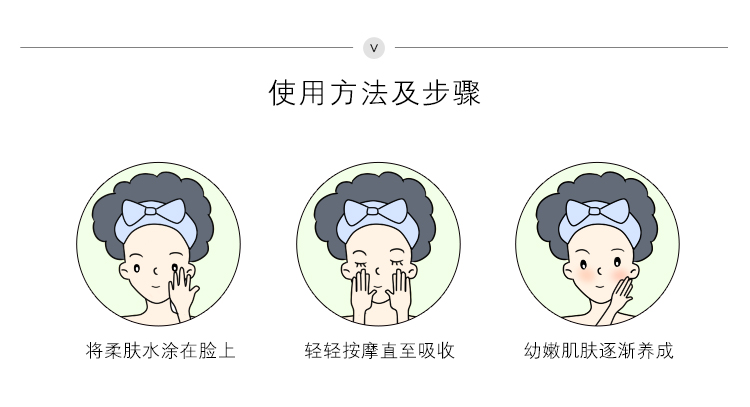 V
使用方法及步骤
将柔肤水涂在脸上
轻轻按摩直至吸收
幼嫩肌肤逐渐养成